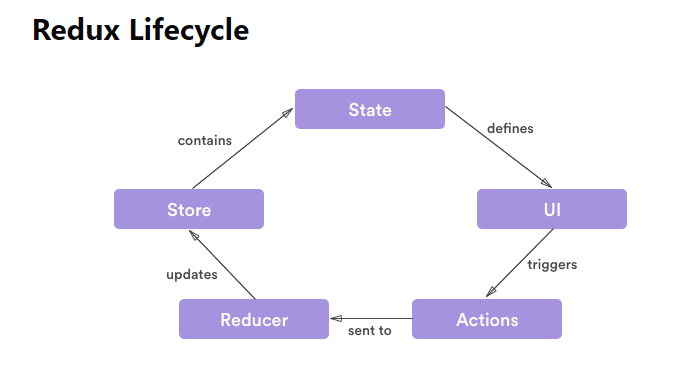 Redux Lifecycle
State
contains
defines
Store
UI
updates
triggers
Reducer
sent to
Actions